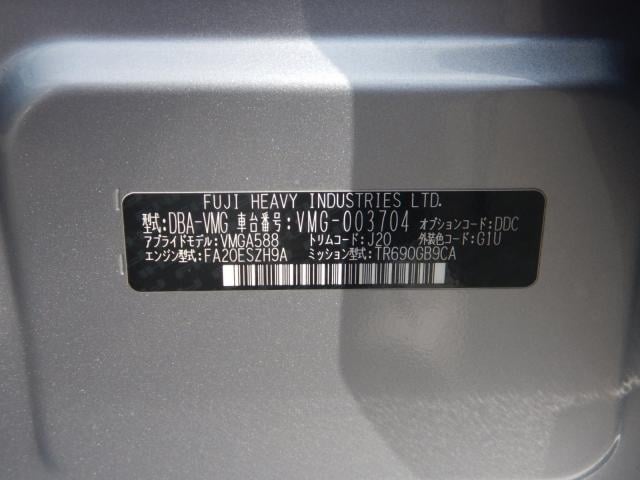 FUJI HEAVY INDUSTRIES LTD.
型式:DBA-VMG 車台番号:VMG-003704 オプションコード:DDC
アプライドモデル:VMGA588 トリムコード:J20 外装色コード:G1U
エンジン型式:FA20ESZH9A ミッション型式:TR690GB9CA